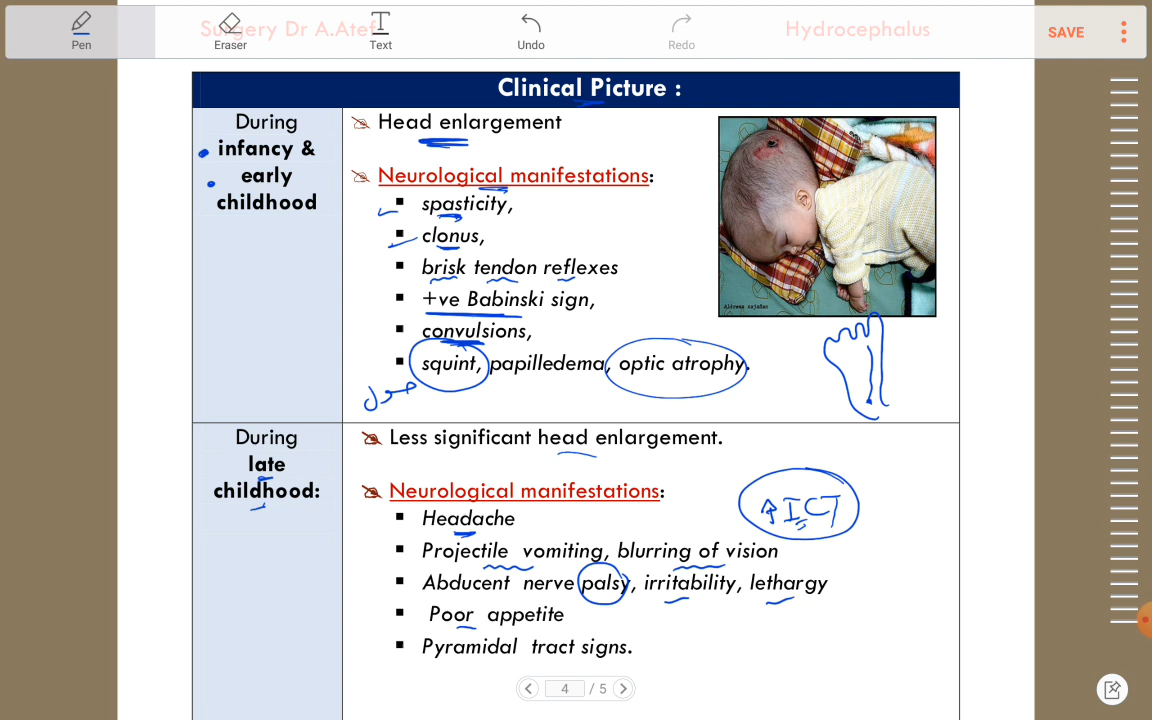 Surgery Dr A.Atef
Hydrocephalus
Pen
Eraser
Text
Undo
Redo
SAVE
Clinical Picture :
During
infancy &
early
childhood
Head enlargement
Neurological manifestations:
spasticity,
clonus,
brisk tendon reflexes
+ve Babinski sign,
convulsions,
squint, papilledema, optic atrophy.
During
late
childhood:
Less significant head enlargement.
Neurological manifestations:
Headache
Projectile vomiting, blurring of vision
Abducent nerve palsy, irritability, lethargy
Poor appetite
Pyramidal tract signs.
↑ ICT
4 / 5